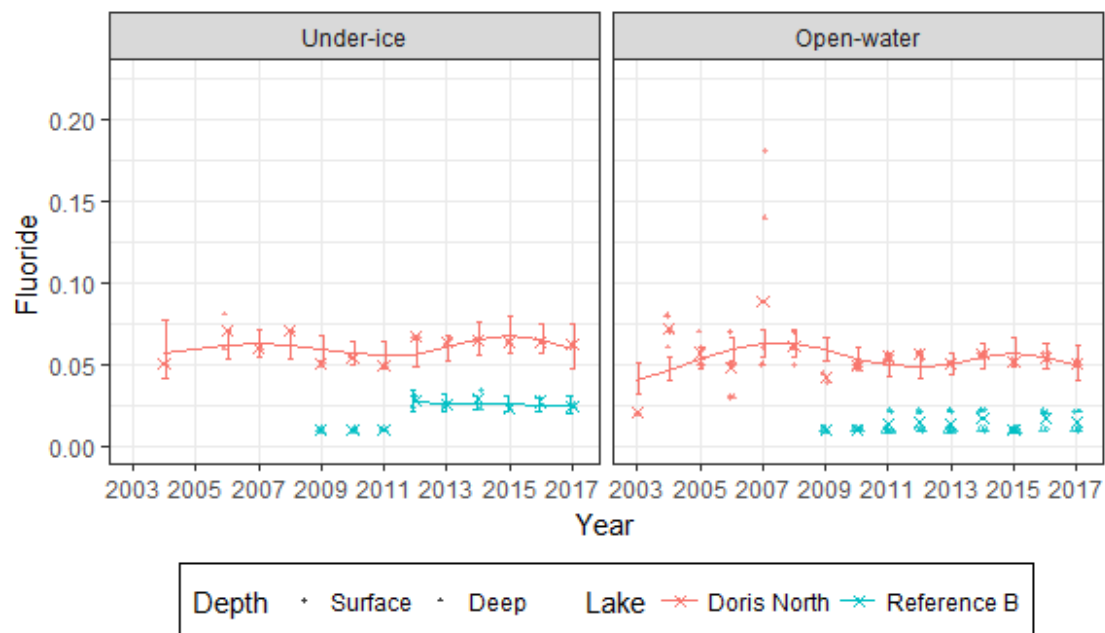 Under-ice Open-water
0.20
0.15
0.10
0.05
0.00
Fluoride
2003 2005 2007 2009 2011 2013 2015 2017 2003 2005 2007 2009 2011 2013 2015 2017
Year
Depth Surface Deep Lake Doris North Reference B